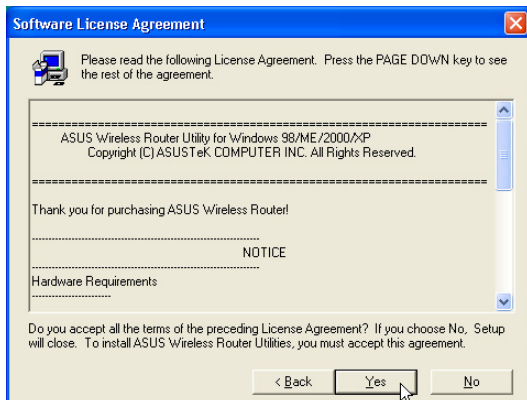 Software License Agreement
Please read the following License Agreement. Press the PAGE DOWN key to see
the rest of the agreement.
==================================================================
ASUS Wireless Router Utility for Windows 98/ME/2000/XP
Copyright (C) ASUSTeK COMPUTER INC. All Rights Reserved.
==================================================================
Thank you for purchasing ASUS Wireless Router!
---------------------------------------------------------
NOTICE
---------------------------------------------------------
Hardware Requirements
--------------------
Do you accept all the terms of the preceding License Agreement? If you choose No, Setup
will close. To install ASUS Wireless Router Utilities, you must accept this agreement.
< Back Yes No